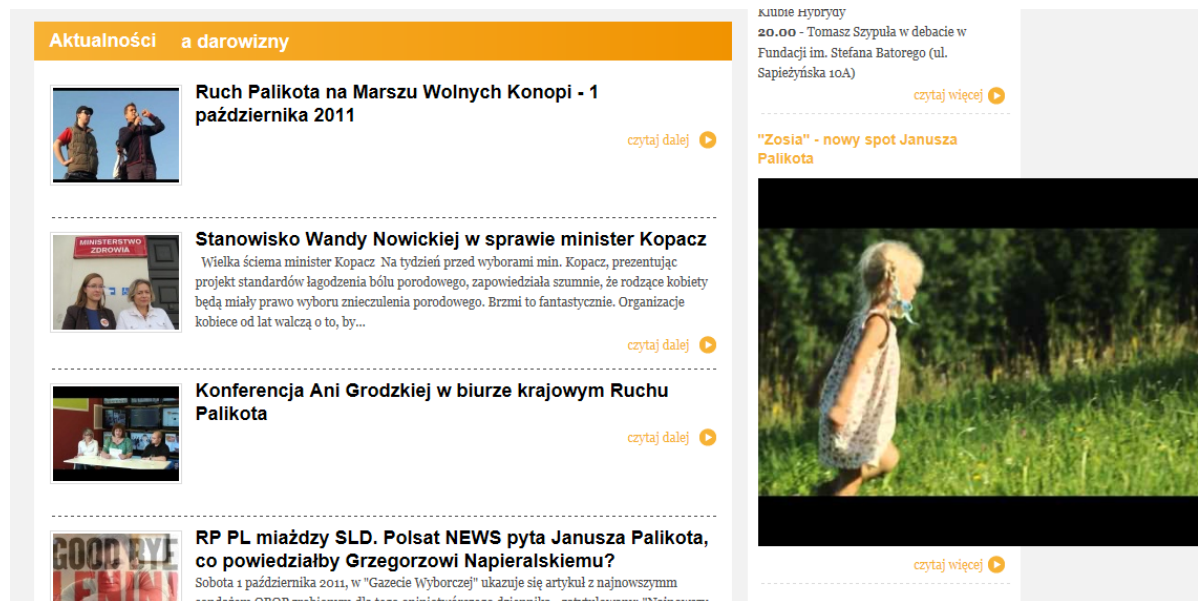 Aktualności a darowizny
Ruch Palikota na Marszu Wolnych Konopi - 1
października 2011
czytaj dalej
MINISTERSTWO
ZDROWIA
Stanowisko Wandy Nowickiej w sprawie minister Kopacz
Wielka ściema minister Kopacz Na tydzień przed wyborami min. Kopacz, prezentując
projekt standardów łagodzenia bólu porodowego, zapowiedziała szumnie, że rodzące kobiety
będą miały prawo wyboru znieczulenia porodowego. Brzmi to fantastycznie. Organizacje
kobiece od lat walczą o to, by...
czytaj dalej
Konferencja Ani Grodzkiej w biurze krajowym Ruchu
Palikota
czytaj dalej
GOOD BYE
LENIN
RP PL miażdzy SLD. Polsat NEWS pyta Janusza Palikota,
co powiedziałby Grzegorzowi Napieralskiemu?
Sobota 1 października 2011, w "Gazecie Wyborczej" ukazuje się artykuł z najnowszymm
Klubie Hybrydy
20.00 - Tomasz Szypuła w debacie w
Fundacji im. Stefana Batorego (ul.
Sapieżyńska 10A)
czytaj więcej
"Zosia" - nowy spot Janusza
Palikota
czytaj więcej